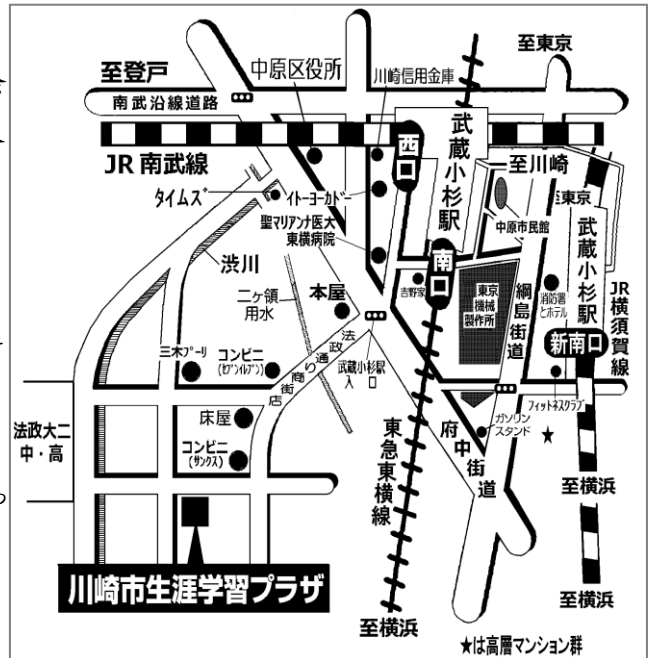 至登戸
中原区役所
川崎信用金庫
至東京
南武沿線道路
JR 南武線
西口
武蔵小杉駅
至川崎
至東京
タイムズ
イトーヨーカドー
聖マリアンナ医大
東横病院
中原市民館
渋川
南口
武蔵小杉駅
JR横須賀線
二ヶ領
用水
本屋
吉野家
東京
機械
製作所
綱島街道
消防署
とホテル
新南口
三木プーリ
コンビニ
(セブンイレブン)
法政通り商店街
武蔵小杉駅
入口
フィットネスクラブ
法政大二
中・高
床屋
コンビニ
(サンクス)
東急東横線
府中街道
ガソリン
スタンド
★
至横浜
川崎市生涯学習プラザ
至横浜
至横浜
★は高層マンション群